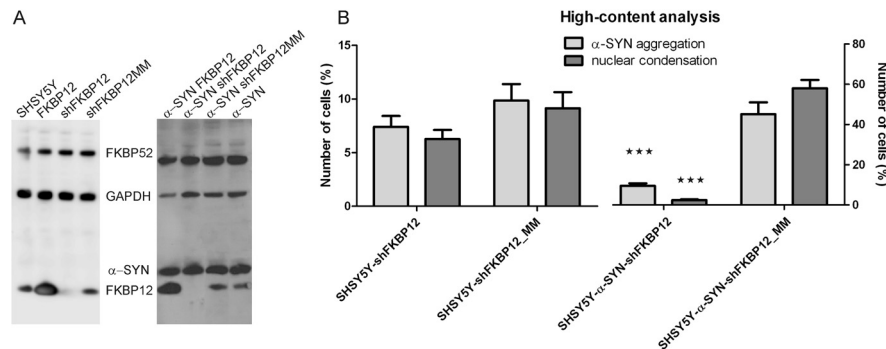 A
SHSY5Y
FKBP12
shFKBP12
shFKBP12MM
α-SYN FKBP12
α-SYN shFKBP12
α-SYN shFKBP12MM
α-SYN
FKBP52
GAPDH
α-SYN
FKBP12
B
High-content analysis
α-SYN aggregation
nuclear condensation
Number of cells (%)
15
10
5
0
80
60
40
20
0
Number of cells (%)
★★★
★★★
SHSY5Y-shFKBP12
SHSY5Y-shFKBP12_MM
SHSY5Y-α-SYN-shFKBP12
SHSY5Y-α-SYN-shFKBP12_MM